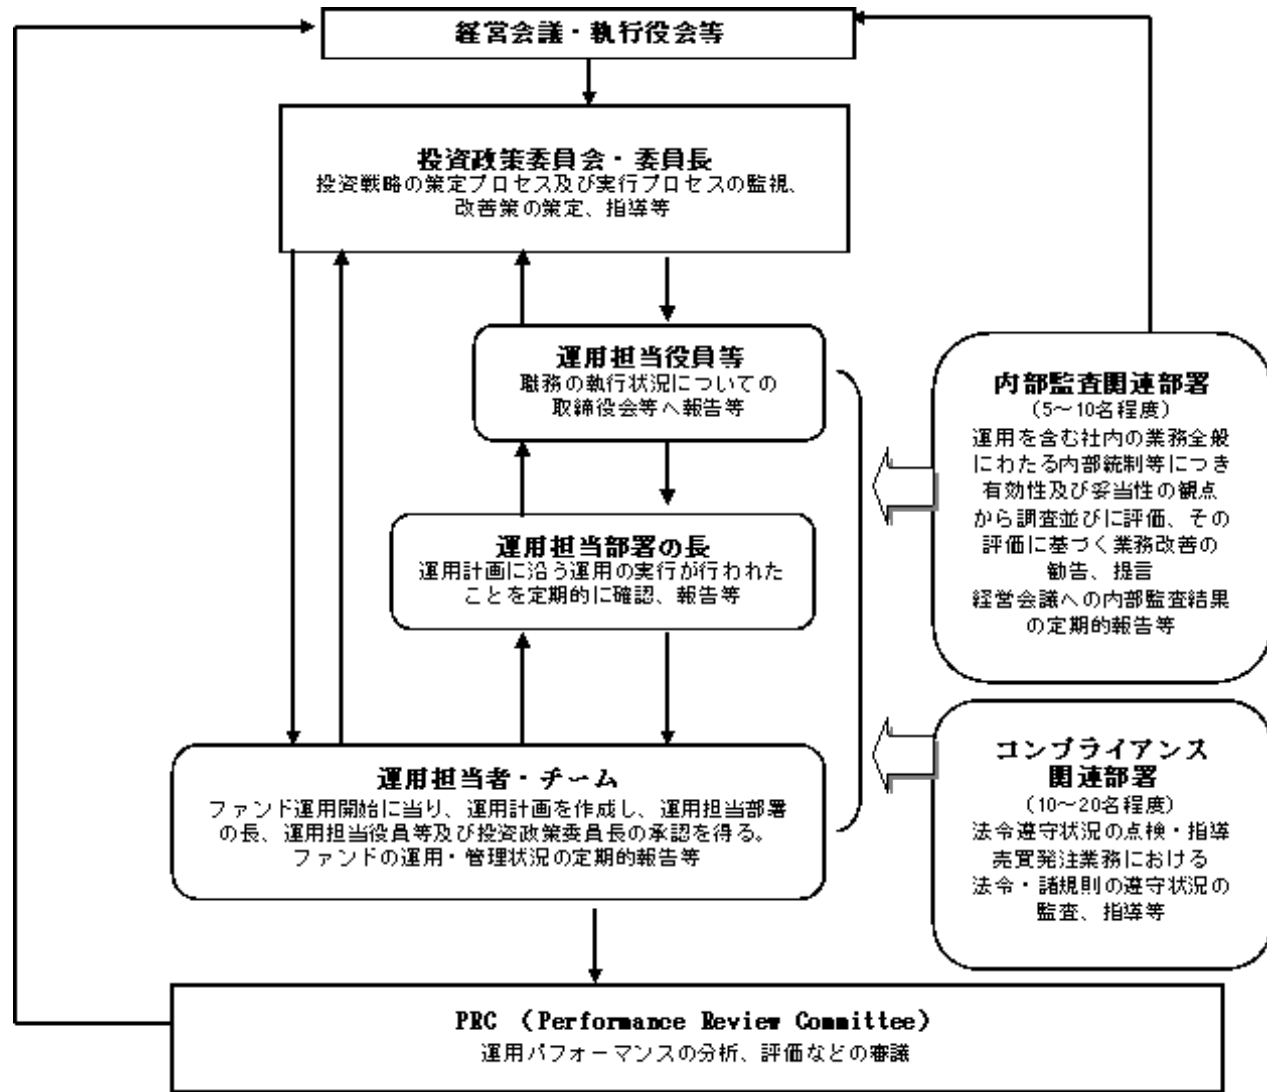 経営会議・執行役会等
投資政策委員会・委員長
投資戦略の策定プロセス及び実行プロセスの監視、
改善策の策定、指導等
運用担当役員等
職務の執行状況についての
取締役会等へ報告等
運用担当部署の長
運用計画に沿う運用の実行が行われた
ことを定期的に確認、報告等
運用担当者・チーム
ファンド運用開始に当り、運用計画を作成し、運用担当部署
の長、運用担当役員等及び投資政策委員長の承認を得る。
ファンドの運用・管理状況の定期的報告等
内部監査関連部署
(5～10名程度)
運用を含む社内の業務全般
にわたる内部統制等につき
有効性及び妥当性の観点
から調査並びに評価、その
評価に基づく業務改善の
勧告、提言
経営会議への内部監査結果
の定期的報告等
コンプライアンス
関連部署
(10～20名程度)
法令遵守状況の点検・指導
売買発注業務における
法令・諸規則の遵守状況の
監査、指導等
PRC （Performance Review Committee）
運用パフォーマンスの分析、評価などの審議